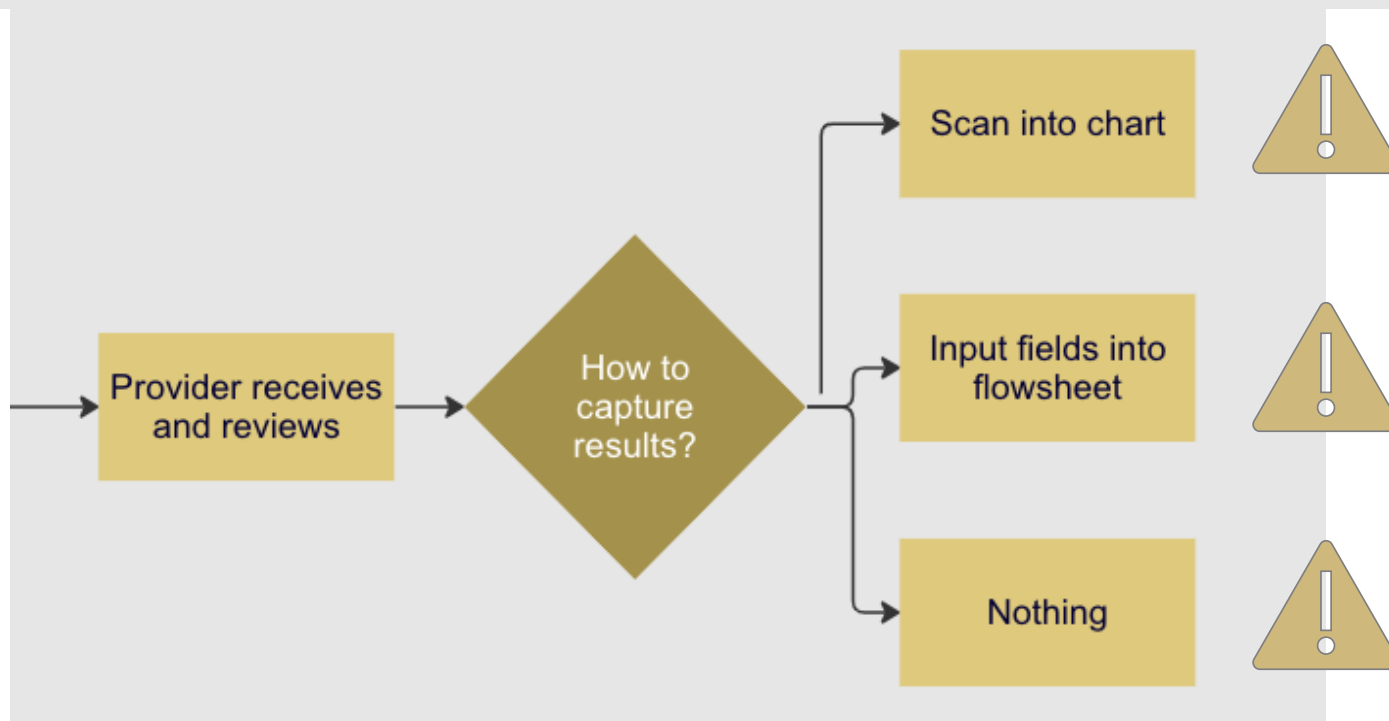 Provider receives
and reviews
How to
capture
results?
Scan into chart
Input fields into
flowsheet
Nothing